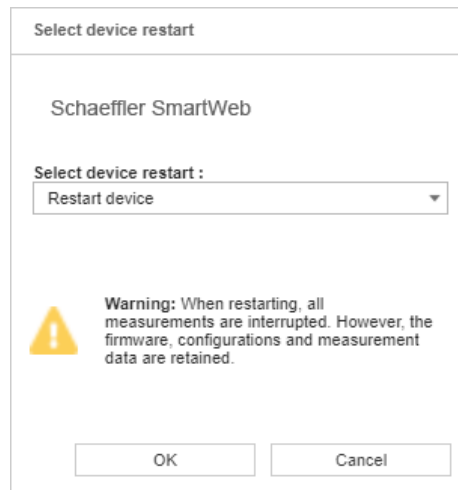 Select device restart
Schaeffler SmartWeb
Select device restart :
Restart device
Warning: When restarting, all
measurements are interrupted. However, the
firmware, configurations and measurement
data are retained.
OK
Cancel